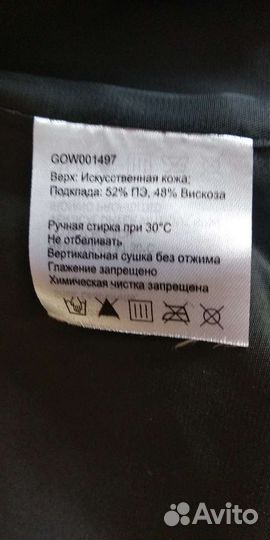 GOW001497
Верх: Искусственная кожа;
Подклада: 52% ПЭ, 48% Вискоза
Ручная стирка при 30°C
Не отбеливать
Вертикальная сушка без отжима
Глажение запрещено
Химическая чистка запрещена
Avito